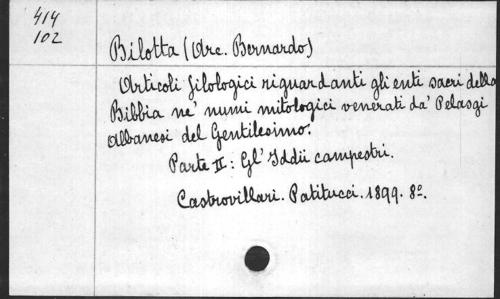 414
102
Bilotta (Arc. Bernardo)
Articoli filologici riguardanti gli enti sacri della
Bibbia ne' numi mitologici venerati da' Pelasgi
Albanesi del Gentilesimo.
Parte II: Gl' Iddii campestri.
Castrovillari. Patitucci. 1899. 8º.